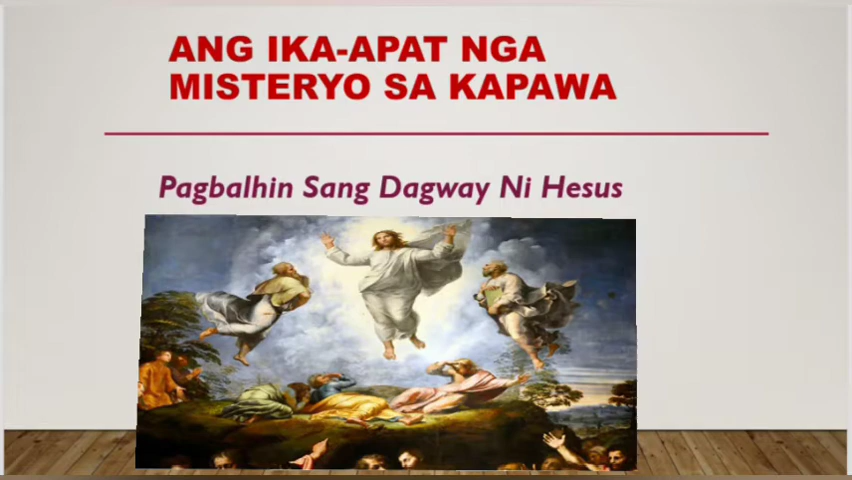 ANG IKA-APAT NGA
MISTERYO SA KAPAWA
Pagbalhin Sang Dagway Ni Hesus